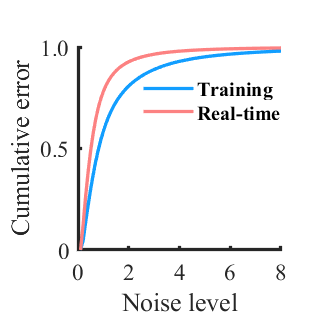 1.0
0.5
0
Cumulative error
Training
Real-time
0 2 4 6 8
Noise level